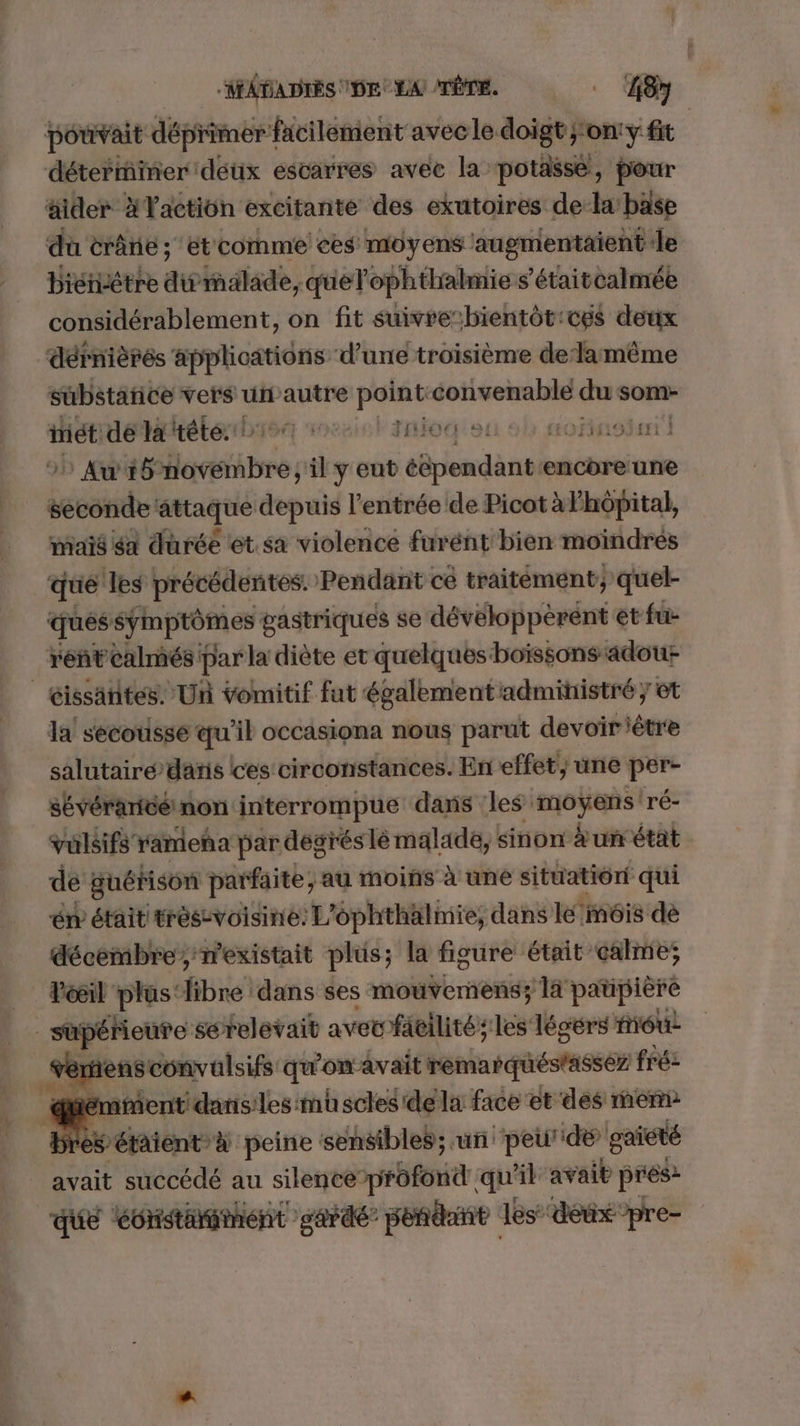 MALADIES DE LA TÊTE. 487
pouvait déprimer facilement avec le doigt ; on y fit
déterminer deux escarres avec la potasse, pour
aider à l'action excitante des exutoires de la base
du crâne ; et comme ces moyens augmentaient le
bien-être du malade, que l'ophthalmie s'était calmée
considérablement, on fit suivre bientôt ces deux
dernières applications d'une troisième de la même
substance vers un autre point convenable du som-
met de la tête.
Au 15 novembre, il y eut cependant encore une
seconde attaque depuis l'entrée de Picot à l'hôpital,
mais sa durée et sa violence furent bien moindres
que les précédentes. Pendant ce traitement, quel-
ques symptômes gastriques se développèrent et fu-
rent calmés par la diète et quelques boissons adou-
cissantes. Un vomitif fut également administré, et
la secousse qu'il occasiona nous parut devoir être
salutaire dans ces circonstances. En effet, une per-
sévérance non interrompue dans les moyens ré-
vulsifs ramena par degrés le malade, sinon à un état
de guérison parfaite, au moins à une situation qui
en était très-voisine. L'ophthalmie, dans le mois de
décembre, n'existait plus ; la figure était calme ;
l'œil plus libre dans ses mouvemens ; la paupière
supérieure se relevait avec facilité ; les légers mou-
vemens convulsifs qu'on avait remarqués assez fré-
quemment dans les muscles de la face et des mem-
bres étaient à peine sensibles ; un peu de gaieté
avait succédé au silence profond qu'il avait pres-
que constamment gardé pendant les deux pre-